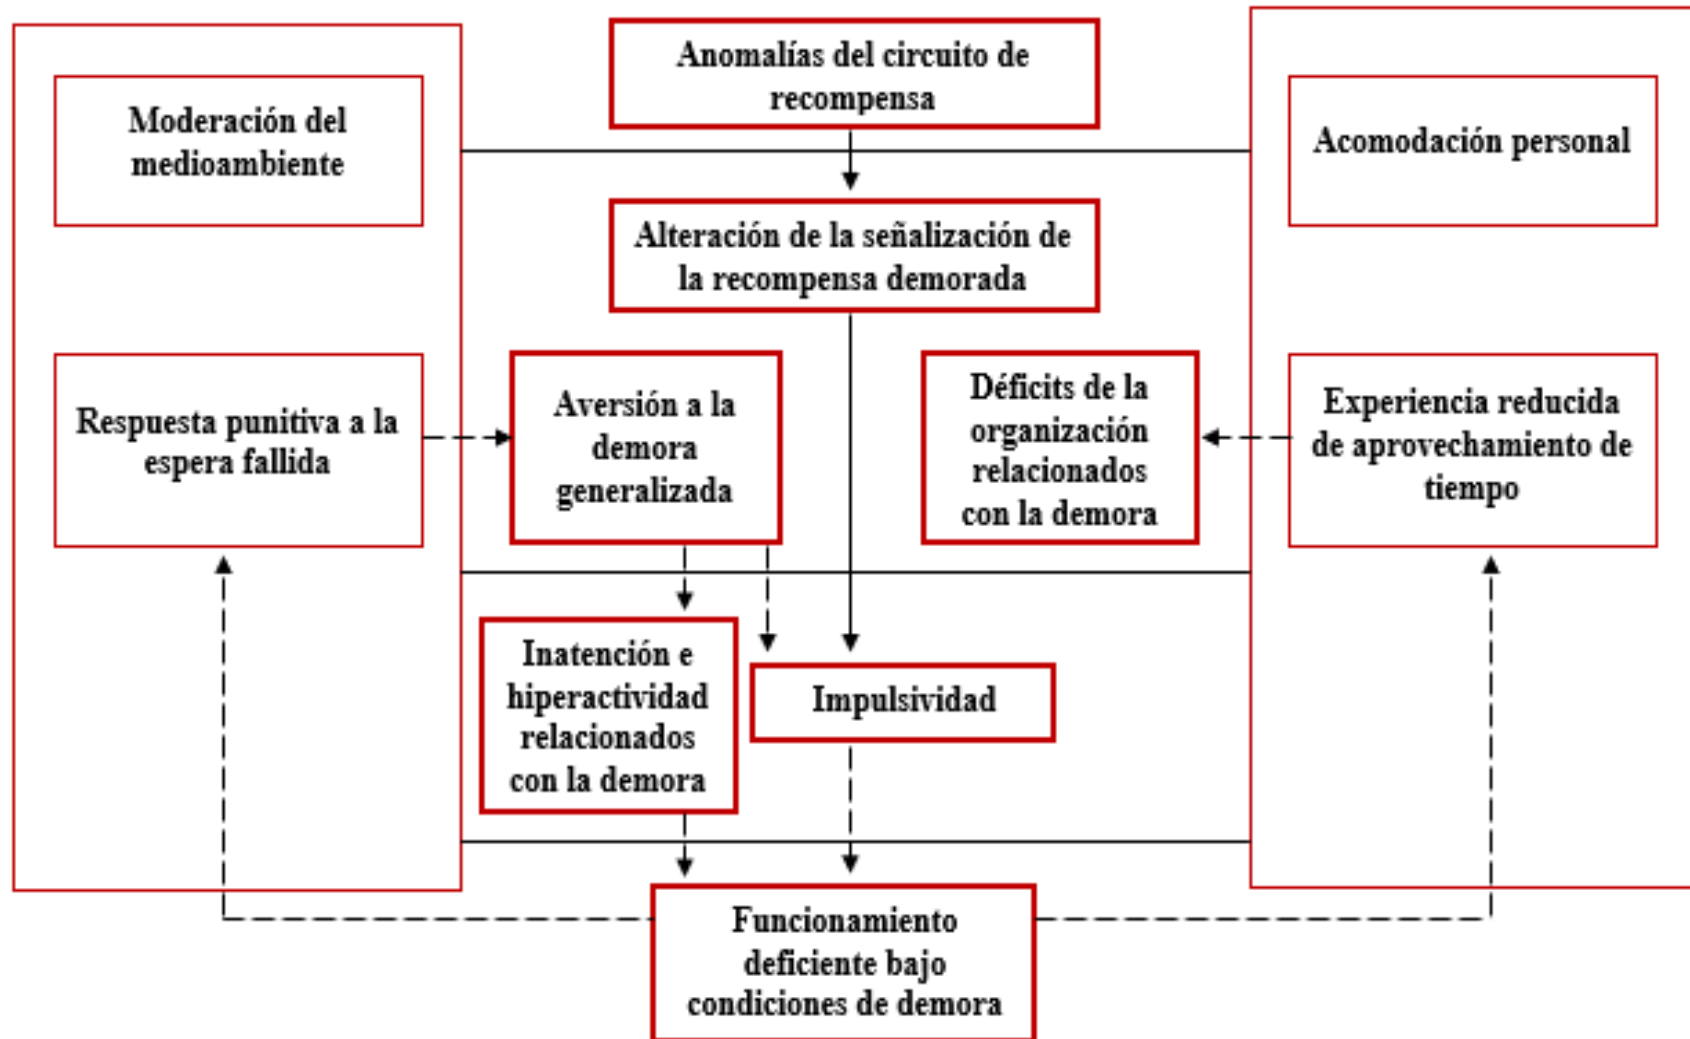 Anomalías del circuito de
recompensa
Moderación del
medioambiente
Acomodación personal
Alteración de la señalización de
la recompensa demorada
Respuesta punitiva a la
espera fallida
Aversión a la
demora
generalizada
Déficits de la
organización
relacionados
con la demora
Experiencia reducida
de aprovechamiento de
tiempo
Inatención e
hiperactividad
relacionados
con la demora
Impulsividad
Funcionamiento
deficiente bajo
condiciones de demora